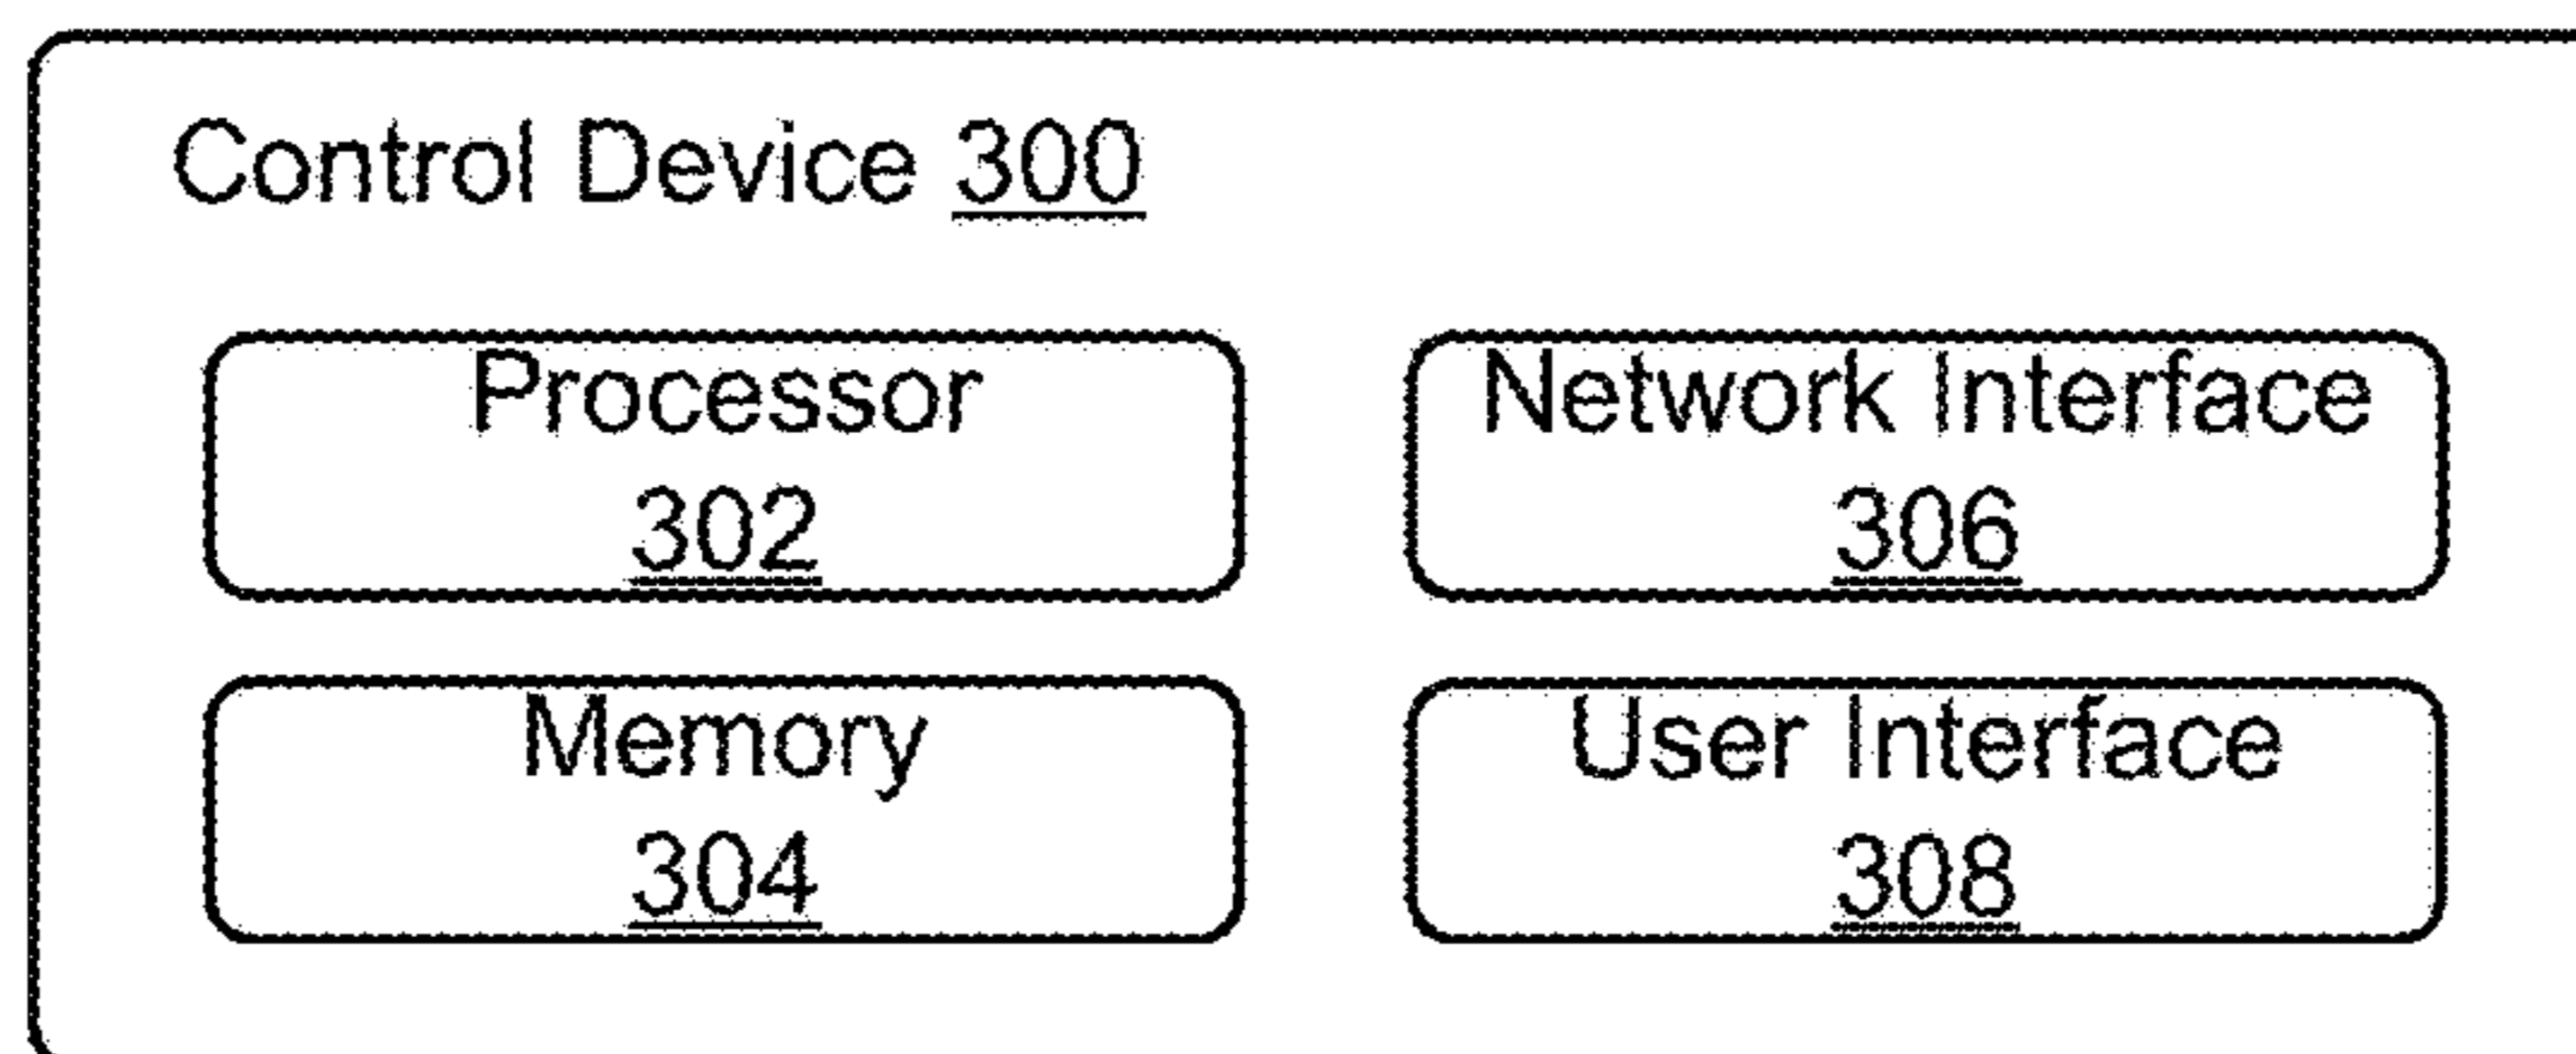 Control Device 300
Processor
302
Network Interface
306
Memory
304
User Interface
308